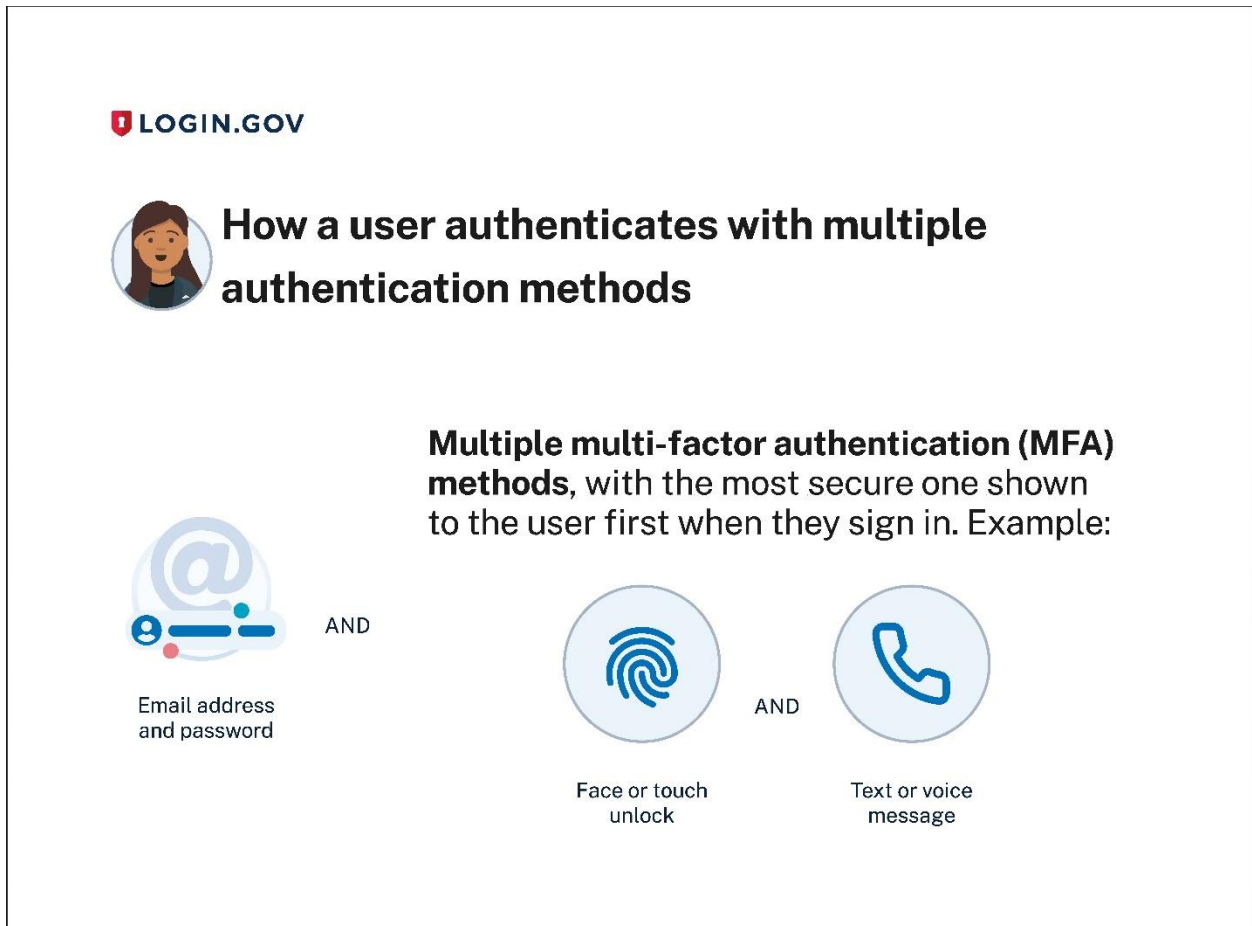 LOGIN.GOV
How a user authenticates with multiple
authentication methods
Multiple multi-factor authentication (MFA)
methods, with the most secure one shown
to the user first when they sign in. Example:
@
AND
Email address
and password
AND
Face or touch
unlock
Text or voice
message